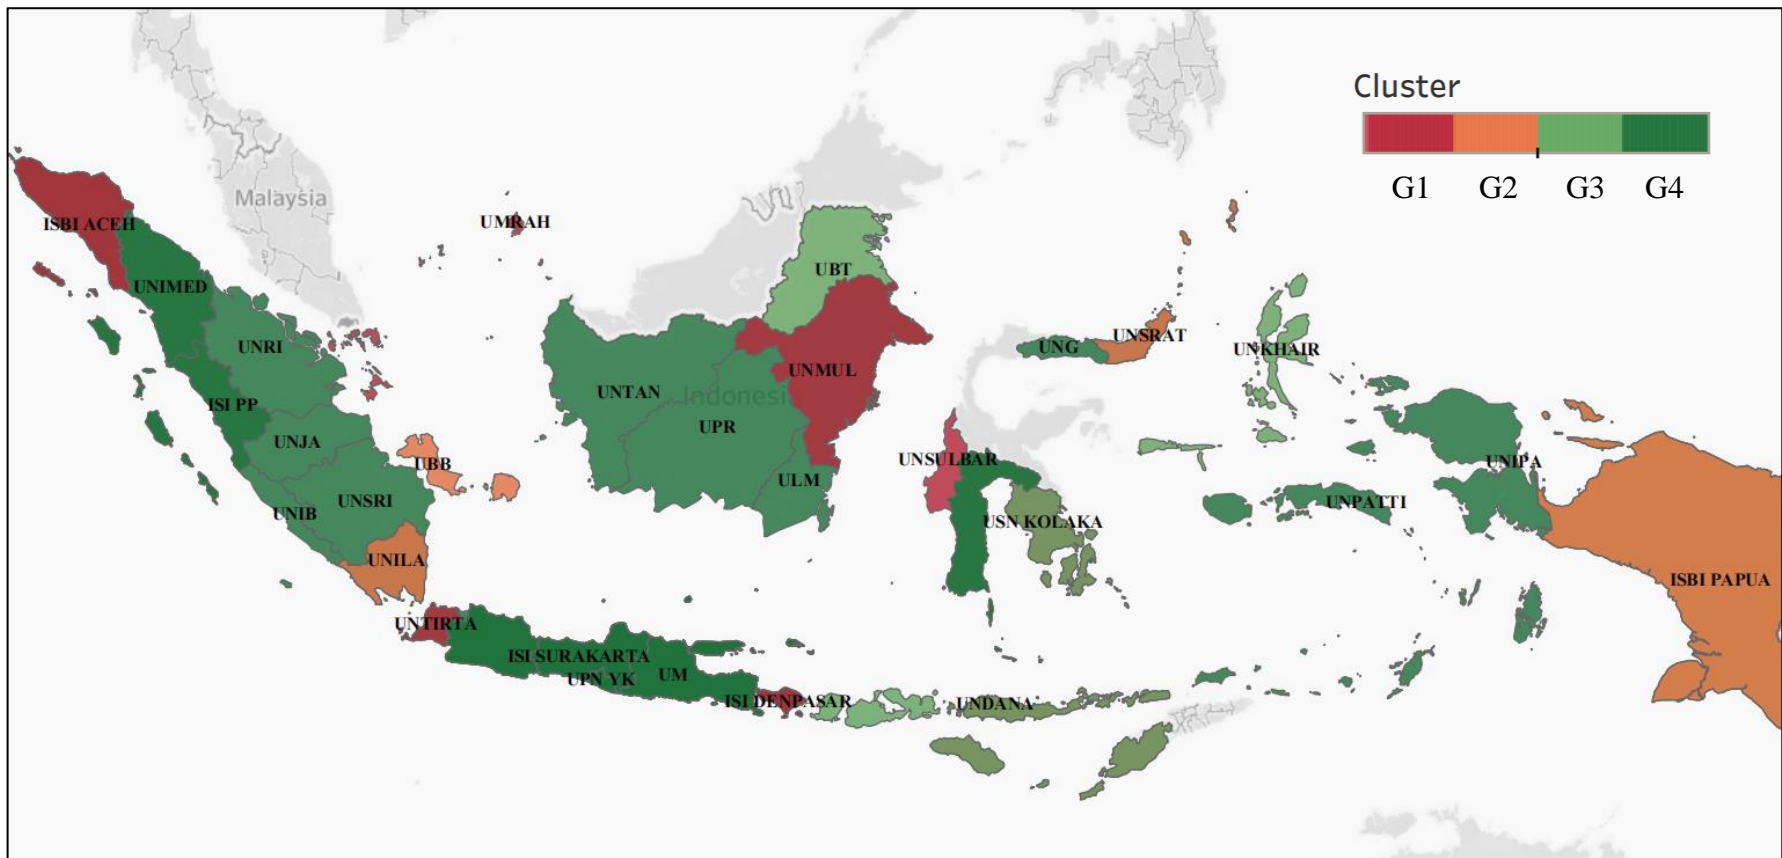 Cluster
G1 G2 G3 G4
Malaysia
ISBI ACEH
UMRAH
UBT
UNIMED
UNRI
UNG
UNSRAT
UNKHAIR
UNTAN
Indonesia
UNMUL
ISI PP
UPR
UNJA
UBB
UNSULBAR
UNIPA
ULM
UNSRI
UNIB
UNPATTI
USN KOLAKA
UNILA
ISBI PAPUA
UNTIRTA
ISI SURAKARTA
UPN YK
UM
ISI DENPASAR
UNDANA